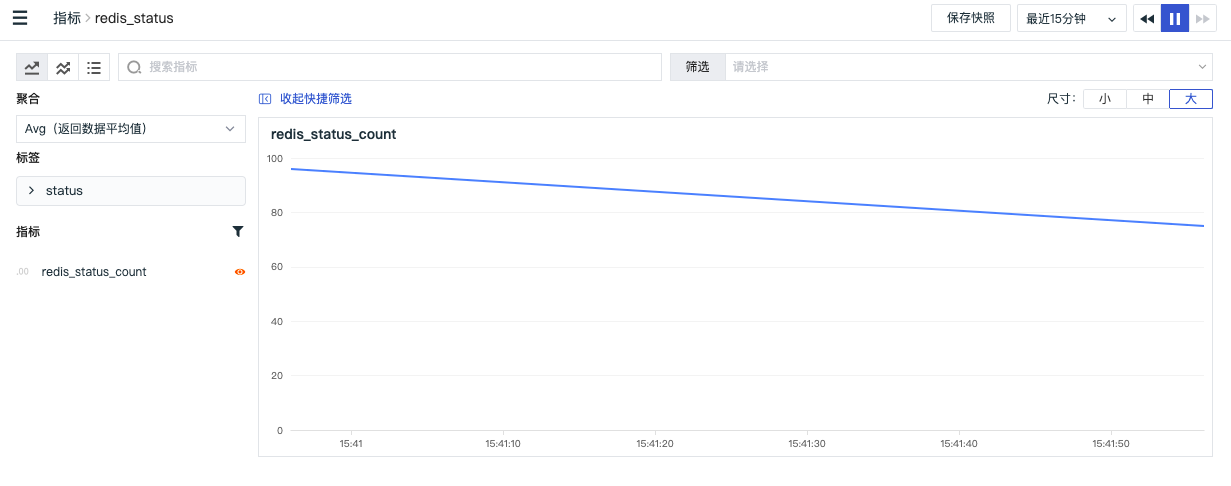 指标 > redis_status
保存快照
最近15分钟
搜索指标
筛选
请选择
聚合
Avg（返回数据平均值）
标签
status
指标
.00 redis_status_count
收起快捷筛选
尺寸：
小
中
大
redis_status_count
100
80
60
40
20
0
15:41
15:41:10
15:41:20
15:41:30
15:41:40
15:41:50